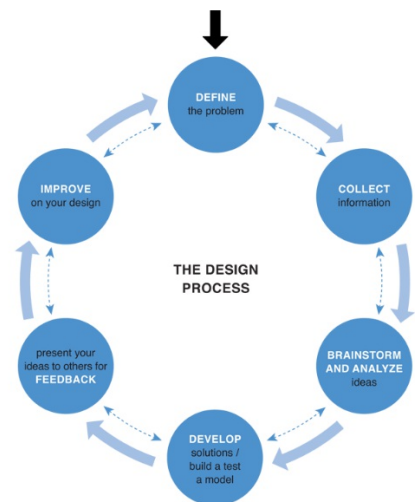 DEFINE
the problem
COLLECT
information
BRAINSTORM
AND ANALYZE
ideas
DEVELOP
solutions /
build a test
a model
present your
ideas to others for
FEEDBACK
IMPROVE
on your design
THE DESIGN
PROCESS